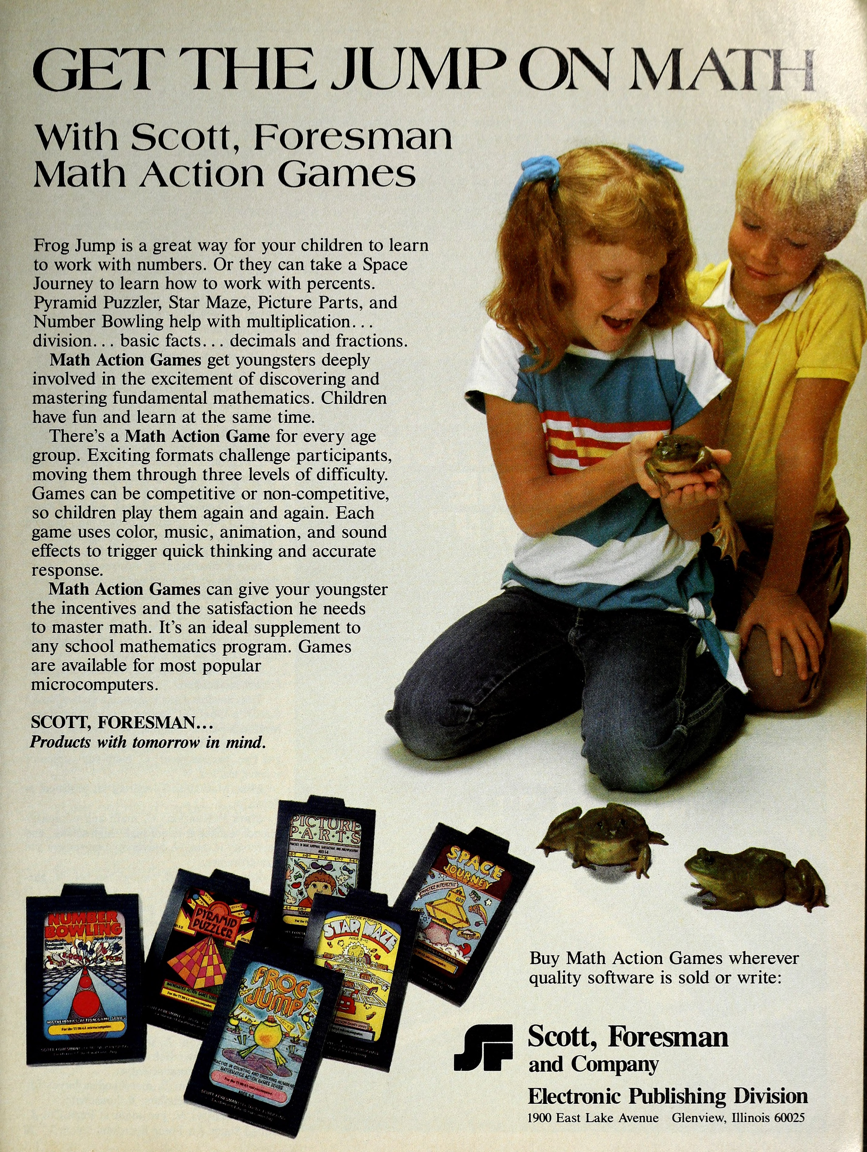 GET THE JUMP ON MATH
With Scott, Foresman
Math Action Games
Frog Jump is a great way for your children to learn
to work with numbers. Or they can take a Space
Journey to learn how to work with percents.
Pyramid Puzzler, Star Maze, Picture Parts, and
Number Bowling help with multiplication...
division... basic facts... decimals and fractions.
Math Action Games get youngsters deeply
involved in the excitement of discovering and
mastering fundamental mathematics. Children
have fun and learn at the same time.
There's a Math Action Game for every age
group. Exciting formats challenge participants,
moving them through three levels of difficulty.
Games can be competitive or non-competitive,
so children play them again and again. Each
game uses color, music, animation, and sound
effects to trigger quick thinking and accurate
response.
Math Action Games can give your youngster
the incentives and the satisfaction he needs
to master math. It's an ideal supplement to
any school mathematics program. Games
are available for most popular
microcomputers.
SCOTT, FORESMAN...
Products with tomorrow in mind.
PICTURE
P·A·R·T·S
SPACE
JOURNEY
NUMBER
BOWLING
PYRAMID
PUZZLER
STAR MAZE
FROG
JUMP
Buy Math Action Games wherever
quality software is sold or write:
SF
Scott, Foresman
and Company
Electronic Publishing Division
1900 East Lake Avenue Glenview, Illinois 60025